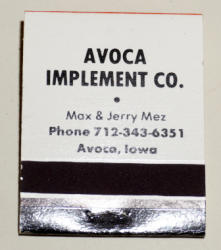 AVOCA
IMPLEMENT CO.
•
Max & Jerry Mez
Phone 712-343-6351
Avoca, Iowa